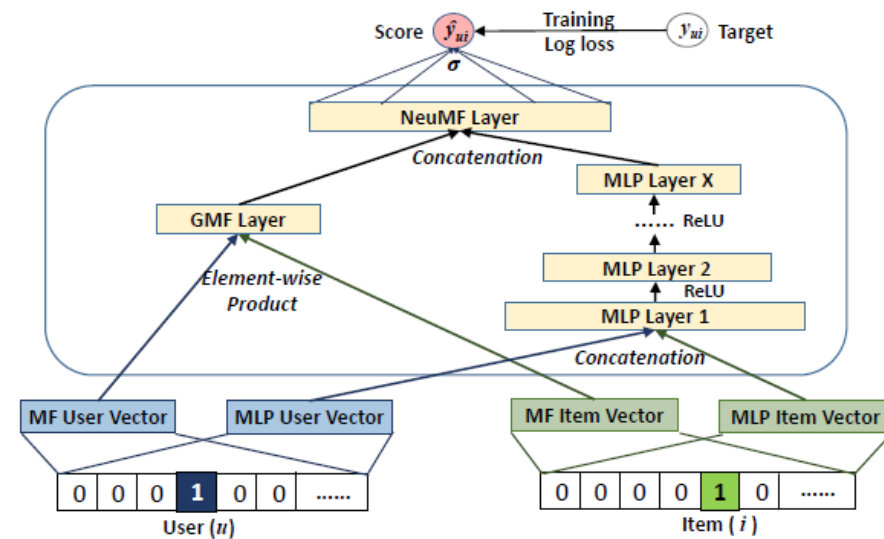 Score ŷui Training yui Target
Log loss
σ
NeuMF Layer
Concatenation
MLP Layer X
GMF Layer
...... ReLU
Element-wise
Product
MLP Layer 2
ReLU
MLP Layer 1
Concatenation
MF User Vector MLP User Vector MF Item Vector MLP Item Vector
0 0 0 1 0 0 ...... 0 0 0 0 1 0 ......
User (u) Item ( i )